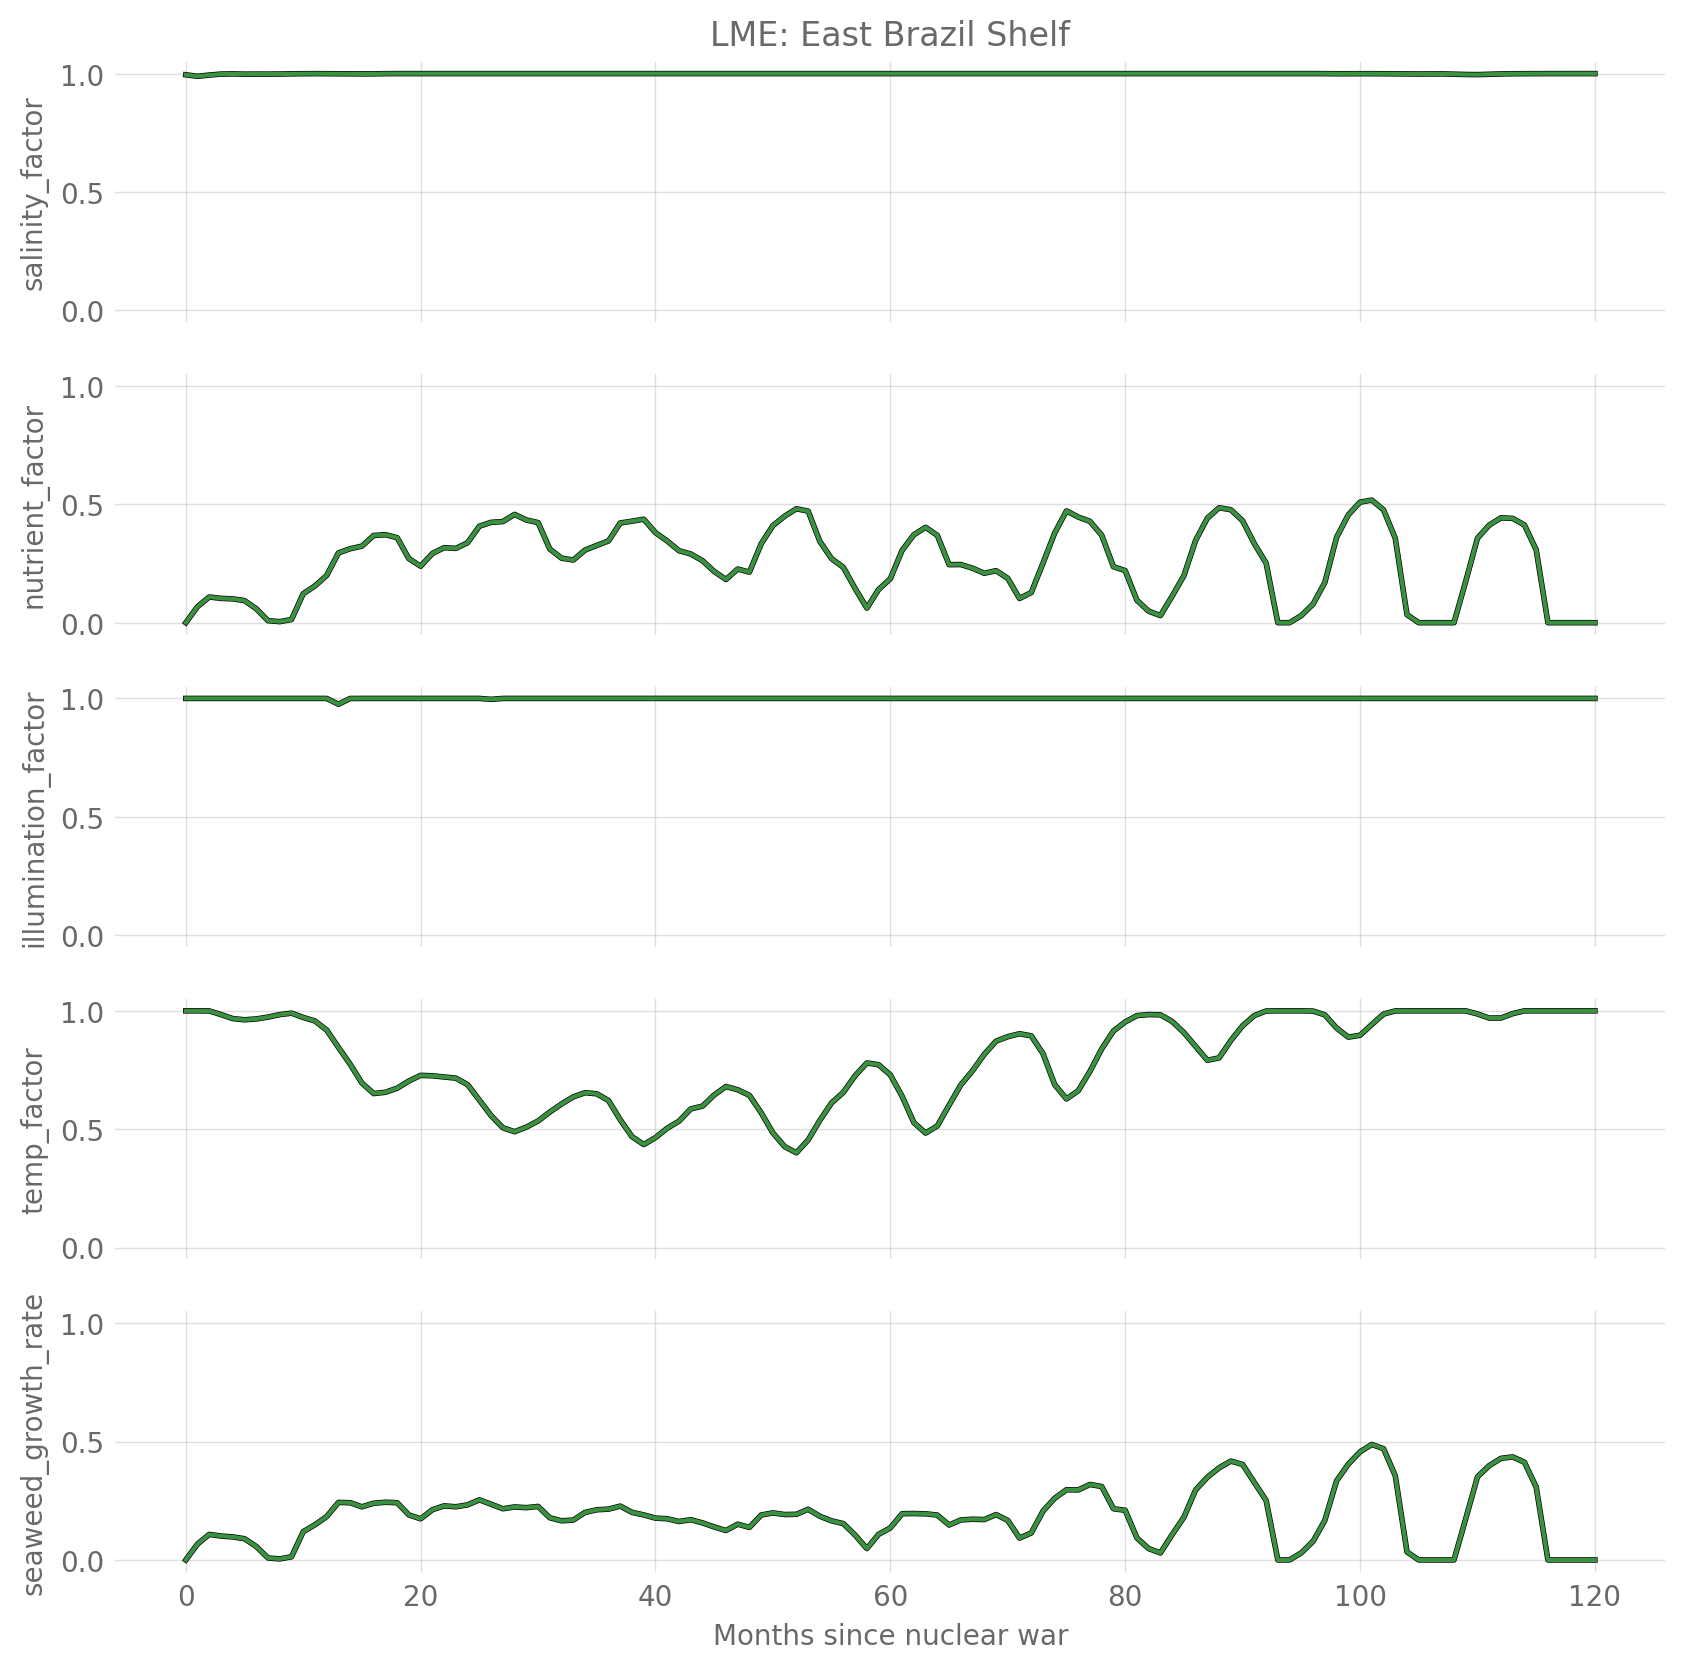 LME: East Brazil Shelf
salinity_factor
1.0
0.5
0.0
nutrient_factor
1.0
0.5
0.0
illumination_factor
1.0
0.5
0.0
temp_factor
1.0
0.5
0.0
seaweed_growth_rate
1.0
0.5
0.0
0 20 40 60 80 100 120
Months since nuclear war